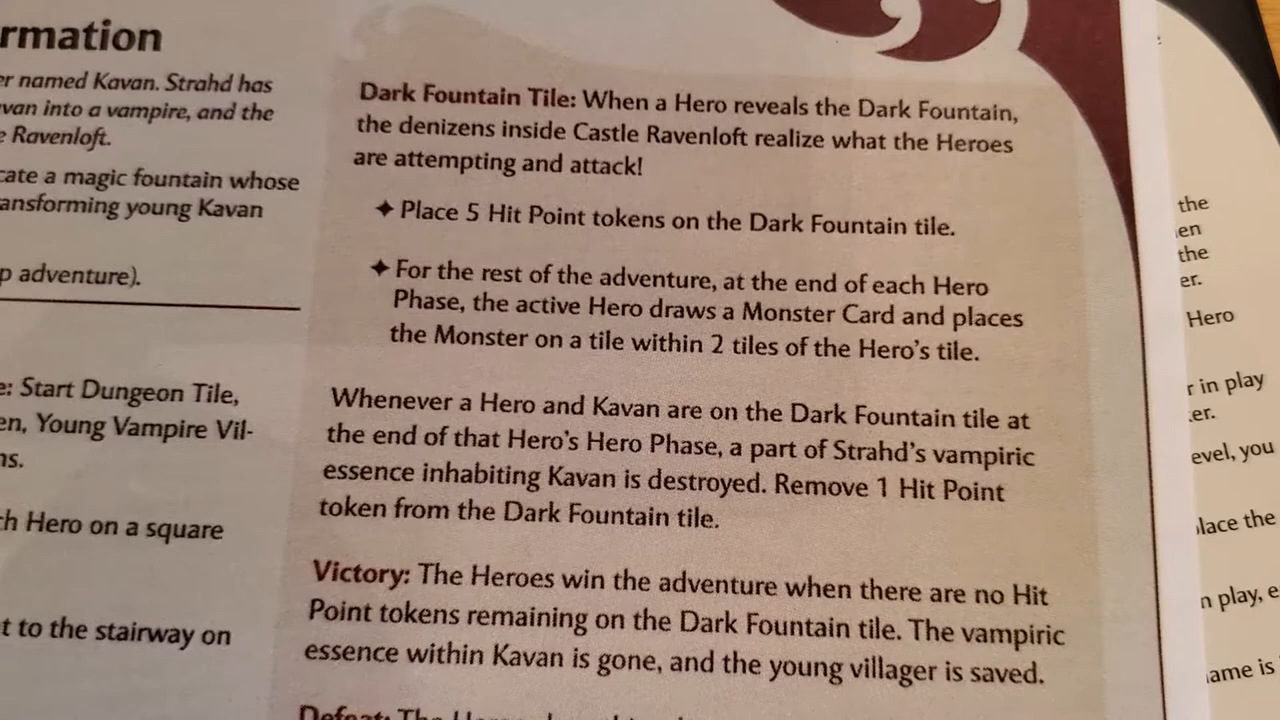 rmation
er named Kavan. Strahd has
van into a vampire, and the
e Ravenloft.
cate a magic fountain whose
ansforming young Kavan
p adventure).
e: Start Dungeon Tile,
en, Young Vampire Vil-
ns.
ch Hero on a square
t to the stairway on
Dark Fountain Tile: When a Hero reveals the Dark Fountain,
the denizens inside Castle Ravenloft realize what the Heroes
are attempting and attack!
✦ Place 5 Hit Point tokens on the Dark Fountain tile.
✦ For the rest of the adventure, at the end of each Hero
Phase, the active Hero draws a Monster Card and places
the Monster on a tile within 2 tiles of the Hero's tile.
Whenever a Hero and Kavan are on the Dark Fountain tile at
the end of that Hero's Hero Phase, a part of Strahd's vampiric
essence inhabiting Kavan is destroyed. Remove 1 Hit Point
token from the Dark Fountain tile.
Victory: The Heroes win the adventure when there are no Hit
Point tokens remaining on the Dark Fountain tile. The vampiric
essence within Kavan is gone, and the young villager is saved.
Defeat: The
the
en
the
er.
Hero
r in play
er.
evel, you
lace the
n play, e
ame is